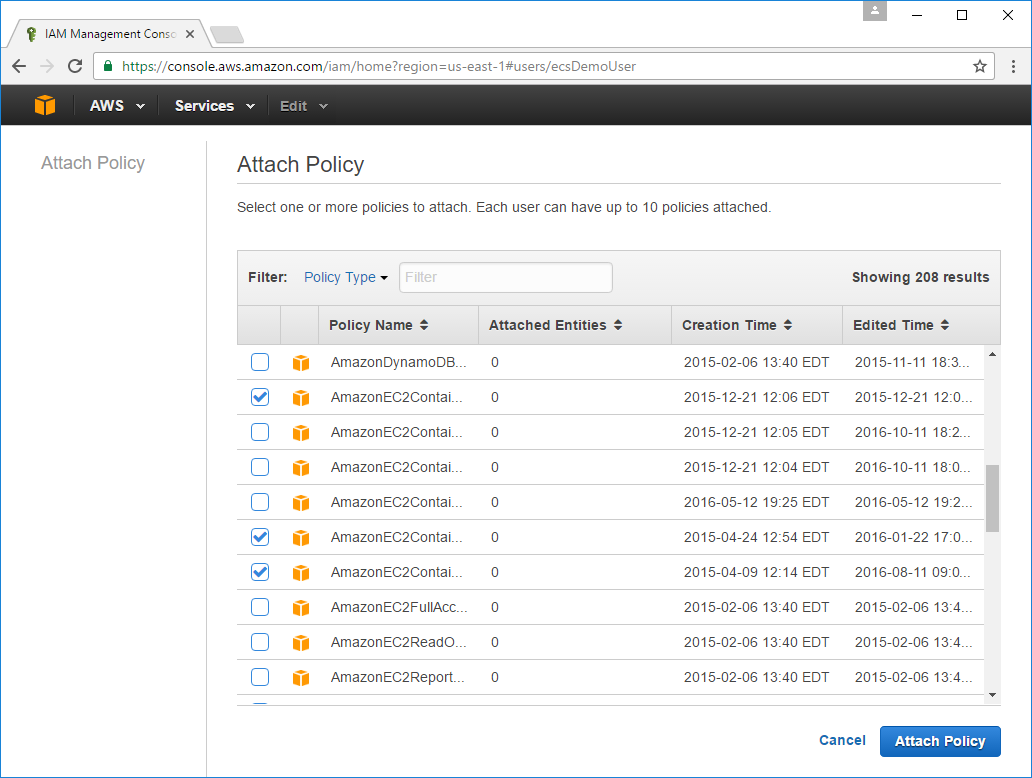 IAM Management Conso
https://console.aws.amazon.com/iam/home?region=us-east-1#users/ecsDemoUser
AWS Services Edit
Attach Policy
Attach Policy
Select one or more policies to attach. Each user can have up to 10 policies attached.
Filter: Policy Type Filter Showing 208 results
Policy Name Attached Entities Creation Time Edited Time
AmazonDynamoDB... 0 2015-02-06 13:40 EDT 2015-11-11 18:3...
AmazonEC2Contai... 0 2015-12-21 12:06 EDT 2015-12-21 12:0...
AmazonEC2Contai... 0 2015-12-21 12:05 EDT 2016-10-11 18:2...
AmazonEC2Contai... 0 2015-12-21 12:04 EDT 2016-10-11 18:0...
AmazonEC2Contai... 0 2016-05-12 19:25 EDT 2016-05-12 19:2...
AmazonEC2Contai... 0 2015-04-24 12:54 EDT 2016-01-22 17:0...
AmazonEC2Contai... 0 2015-04-09 12:14 EDT 2016-08-11 09:0...
AmazonEC2FullAcc... 0 2015-02-06 13:40 EDT 2015-02-06 13:4...
AmazonEC2ReadO... 0 2015-02-06 13:40 EDT 2015-02-06 13:4...
AmazonEC2Report... 0 2015-02-06 13:40 EDT 2015-02-06 13:4...
Cancel Attach Policy